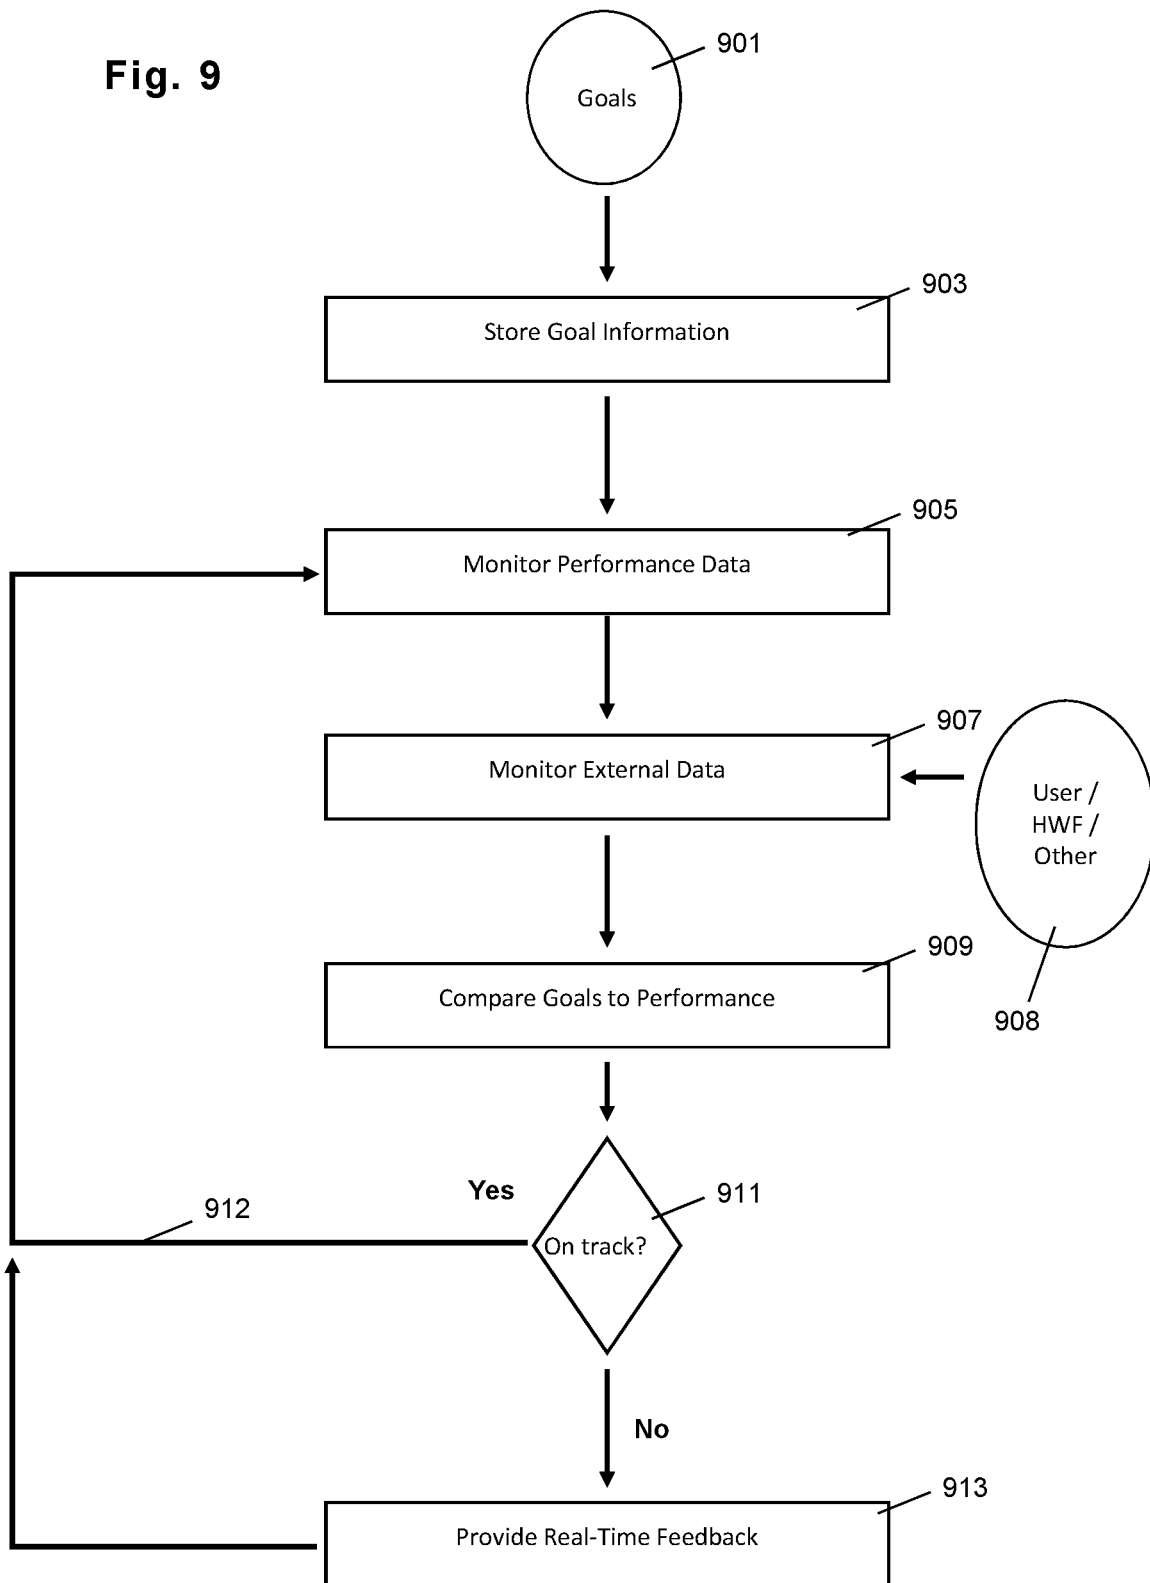 Fig. 9
901
Goals
903
Store Goal Information
905
Monitor Performance Data
907
Monitor External Data
User /
HWF /
Other
908
909
Compare Goals to Performance
Yes
911
912
On track?
No
913
Provide Real-Time Feedback